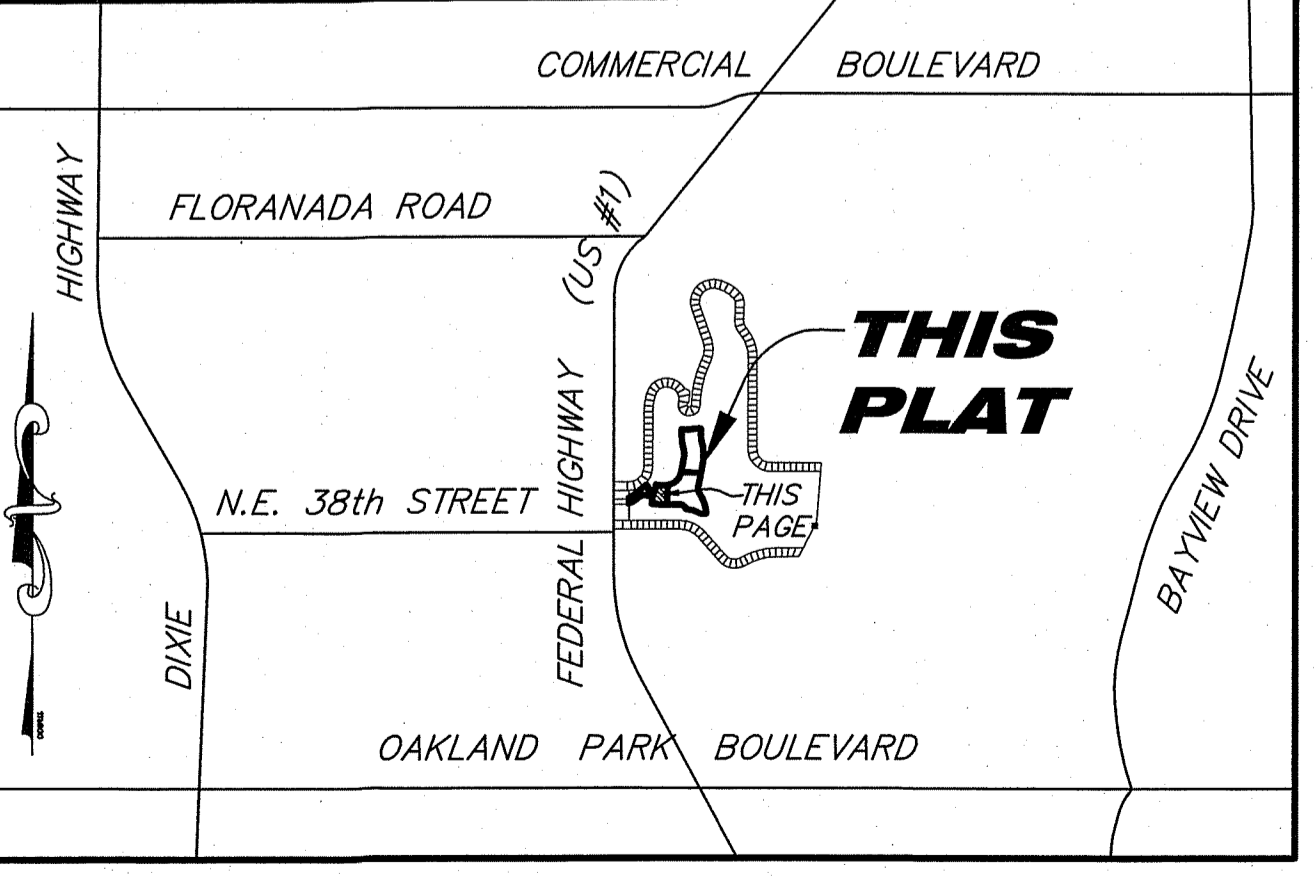 COMMERCIAL BOULEVARD
HIGHWAY
FLORANADA ROAD
(US #1)
THIS
PLAT
N.E. 38th STREET
FEDERAL HIGHWAY
THIS
PAGE
BAYVIEW DRIVE
DIXIE
OAKLAND PARK BOULEVARD